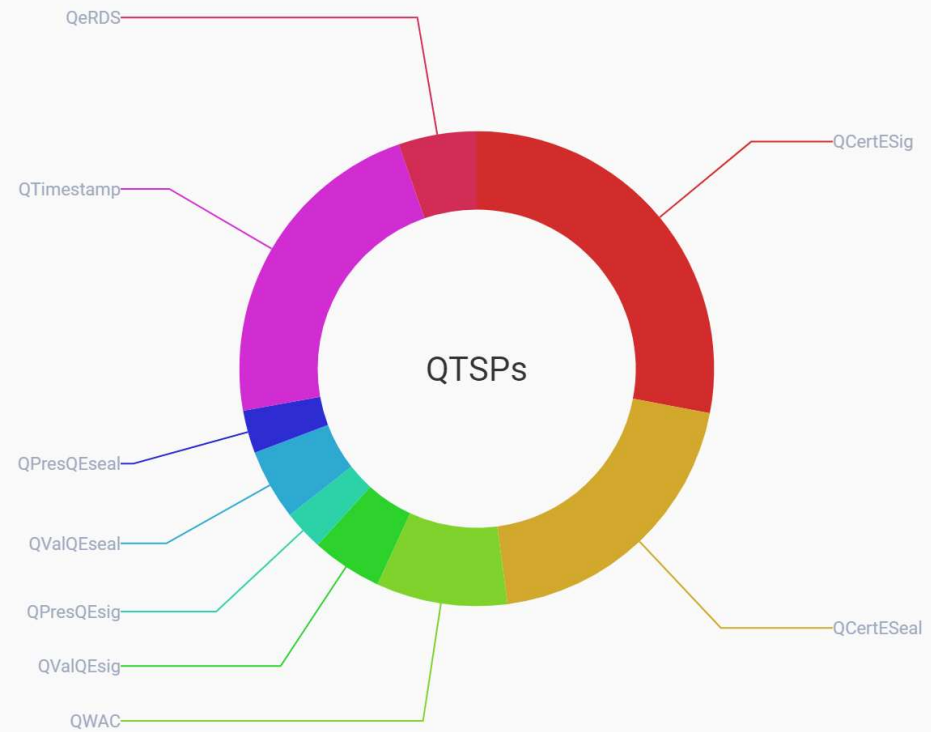 QeRDS
QCertESig
QTimestamp
QTSPs
QPresQEseal
QValQEseal
QPresQEsig
QCertESeal
QValQEsig
QWAC